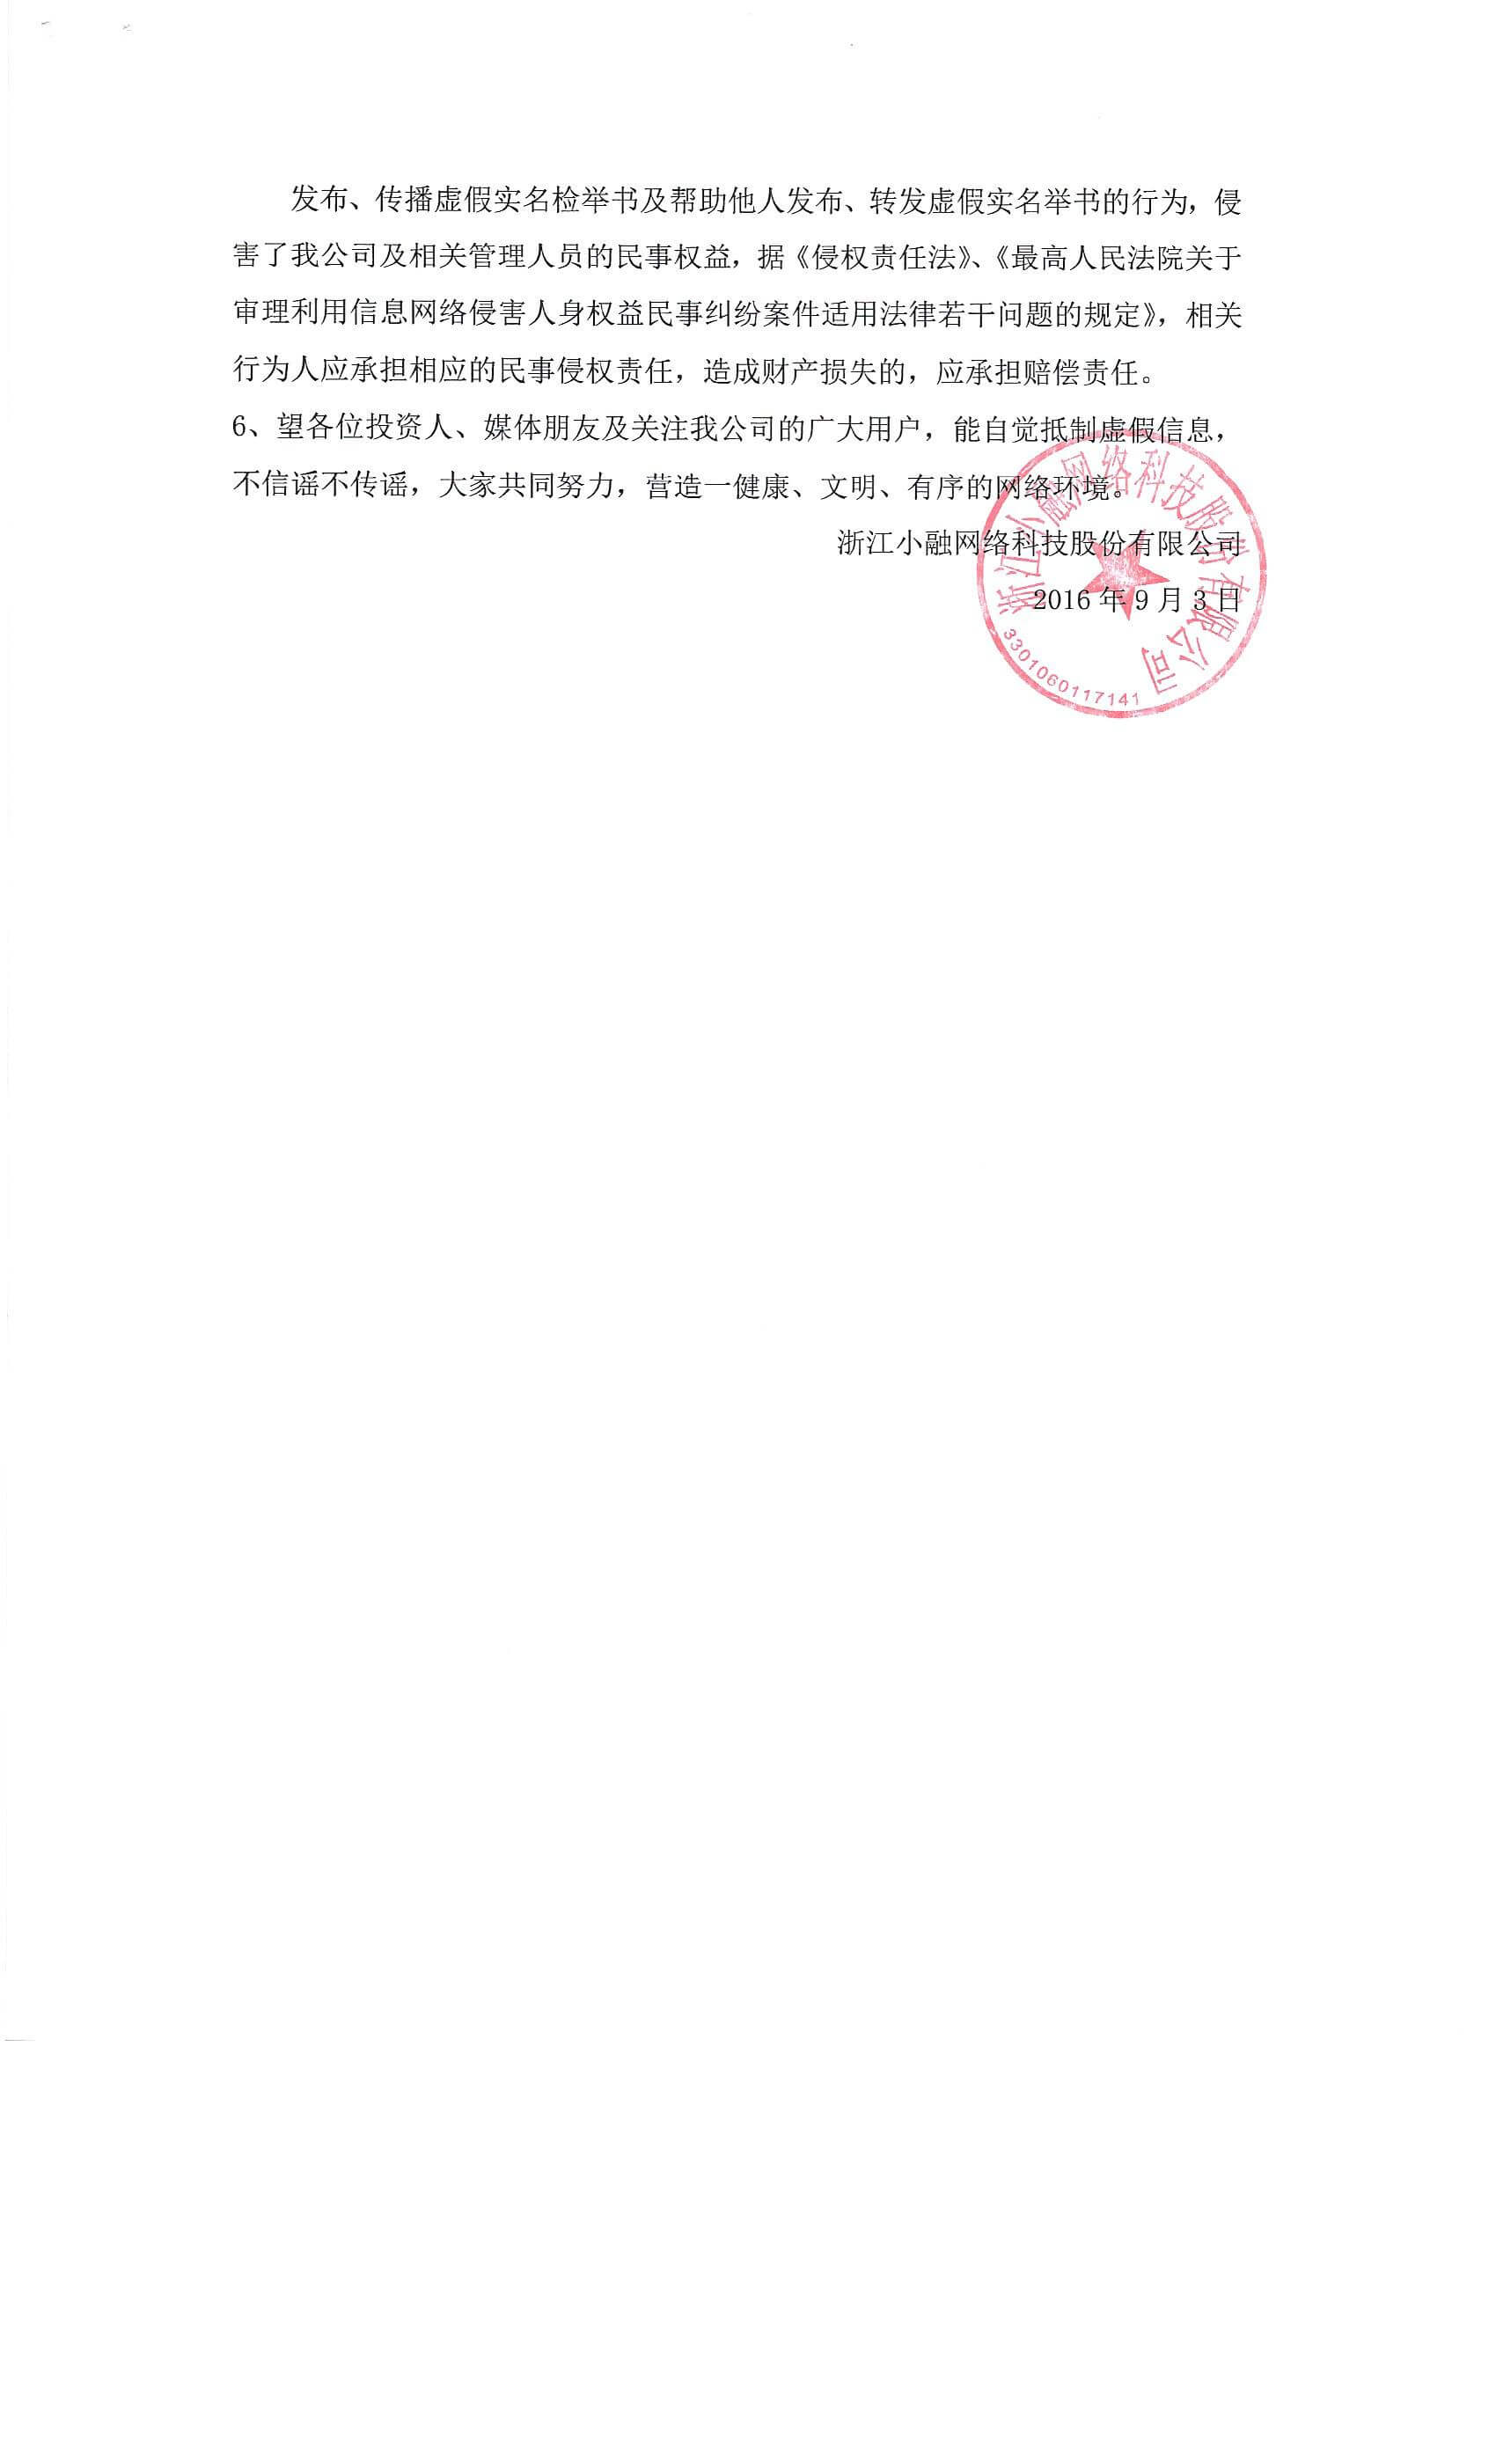 发布、传播虚假实名检举书及帮助他人发布、转发虚假实名举书的行为，侵
害了我公司及相关管理人员的民事权益，据《侵权责任法》、《最高人民法院关于
审理利用信息网络侵害人身权益民事纠纷案件适用法律若干问题的规定》，相关
行为人应承担相应的民事侵权责任，造成财产损失的，应承担赔偿责任。
6、望各位投资人、媒体朋友及关注我公司的广大用户，能自觉抵制虚假信息，
不信谣不传谣，大家共同努力，营造一健康、文明、有序的网络环境。
浙江小融网络科技股份有限公司
2016 年 9 月 3 日
浙江小融网络科技股份有限公司
3301060117141